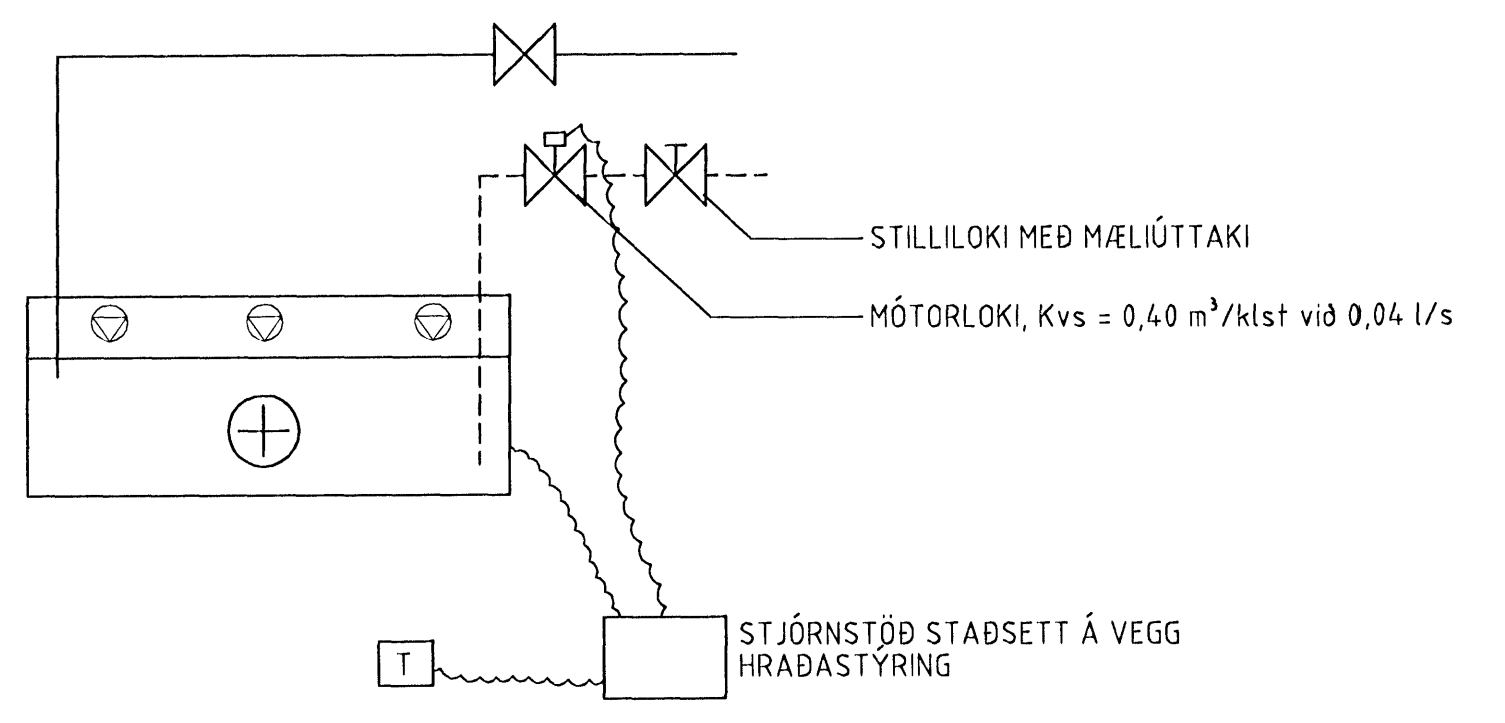 STILLILOKI MEÐ MÆLIÚTTAKI
MÓTORLOKI, Kvs = 0,40 m³/klst við 0,04 l/s
STJÓRNSTÖÐ STAÐSETT Á VEGG
HRAÐASTÝRING
T